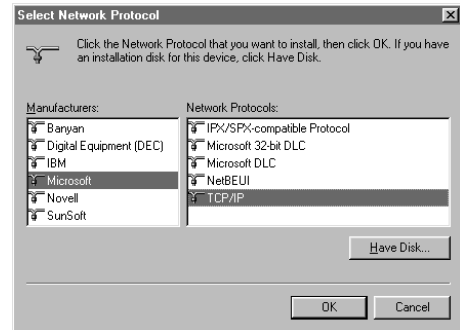 Select Network Protocol
Click the Network Protocol that you want to install, then click OK. If you have
an installation disk for this device, click Have Disk.
Manufacturers:
Banyan
Digital Equipment (DEC)
IBM
Microsoft
Novell
SunSoft
Network Protocols:
IPX/SPX-compatible Protocol
Microsoft 32-bit DLC
Microsoft DLC
NetBEUI
TCP/IP
Have Disk...
OK
Cancel